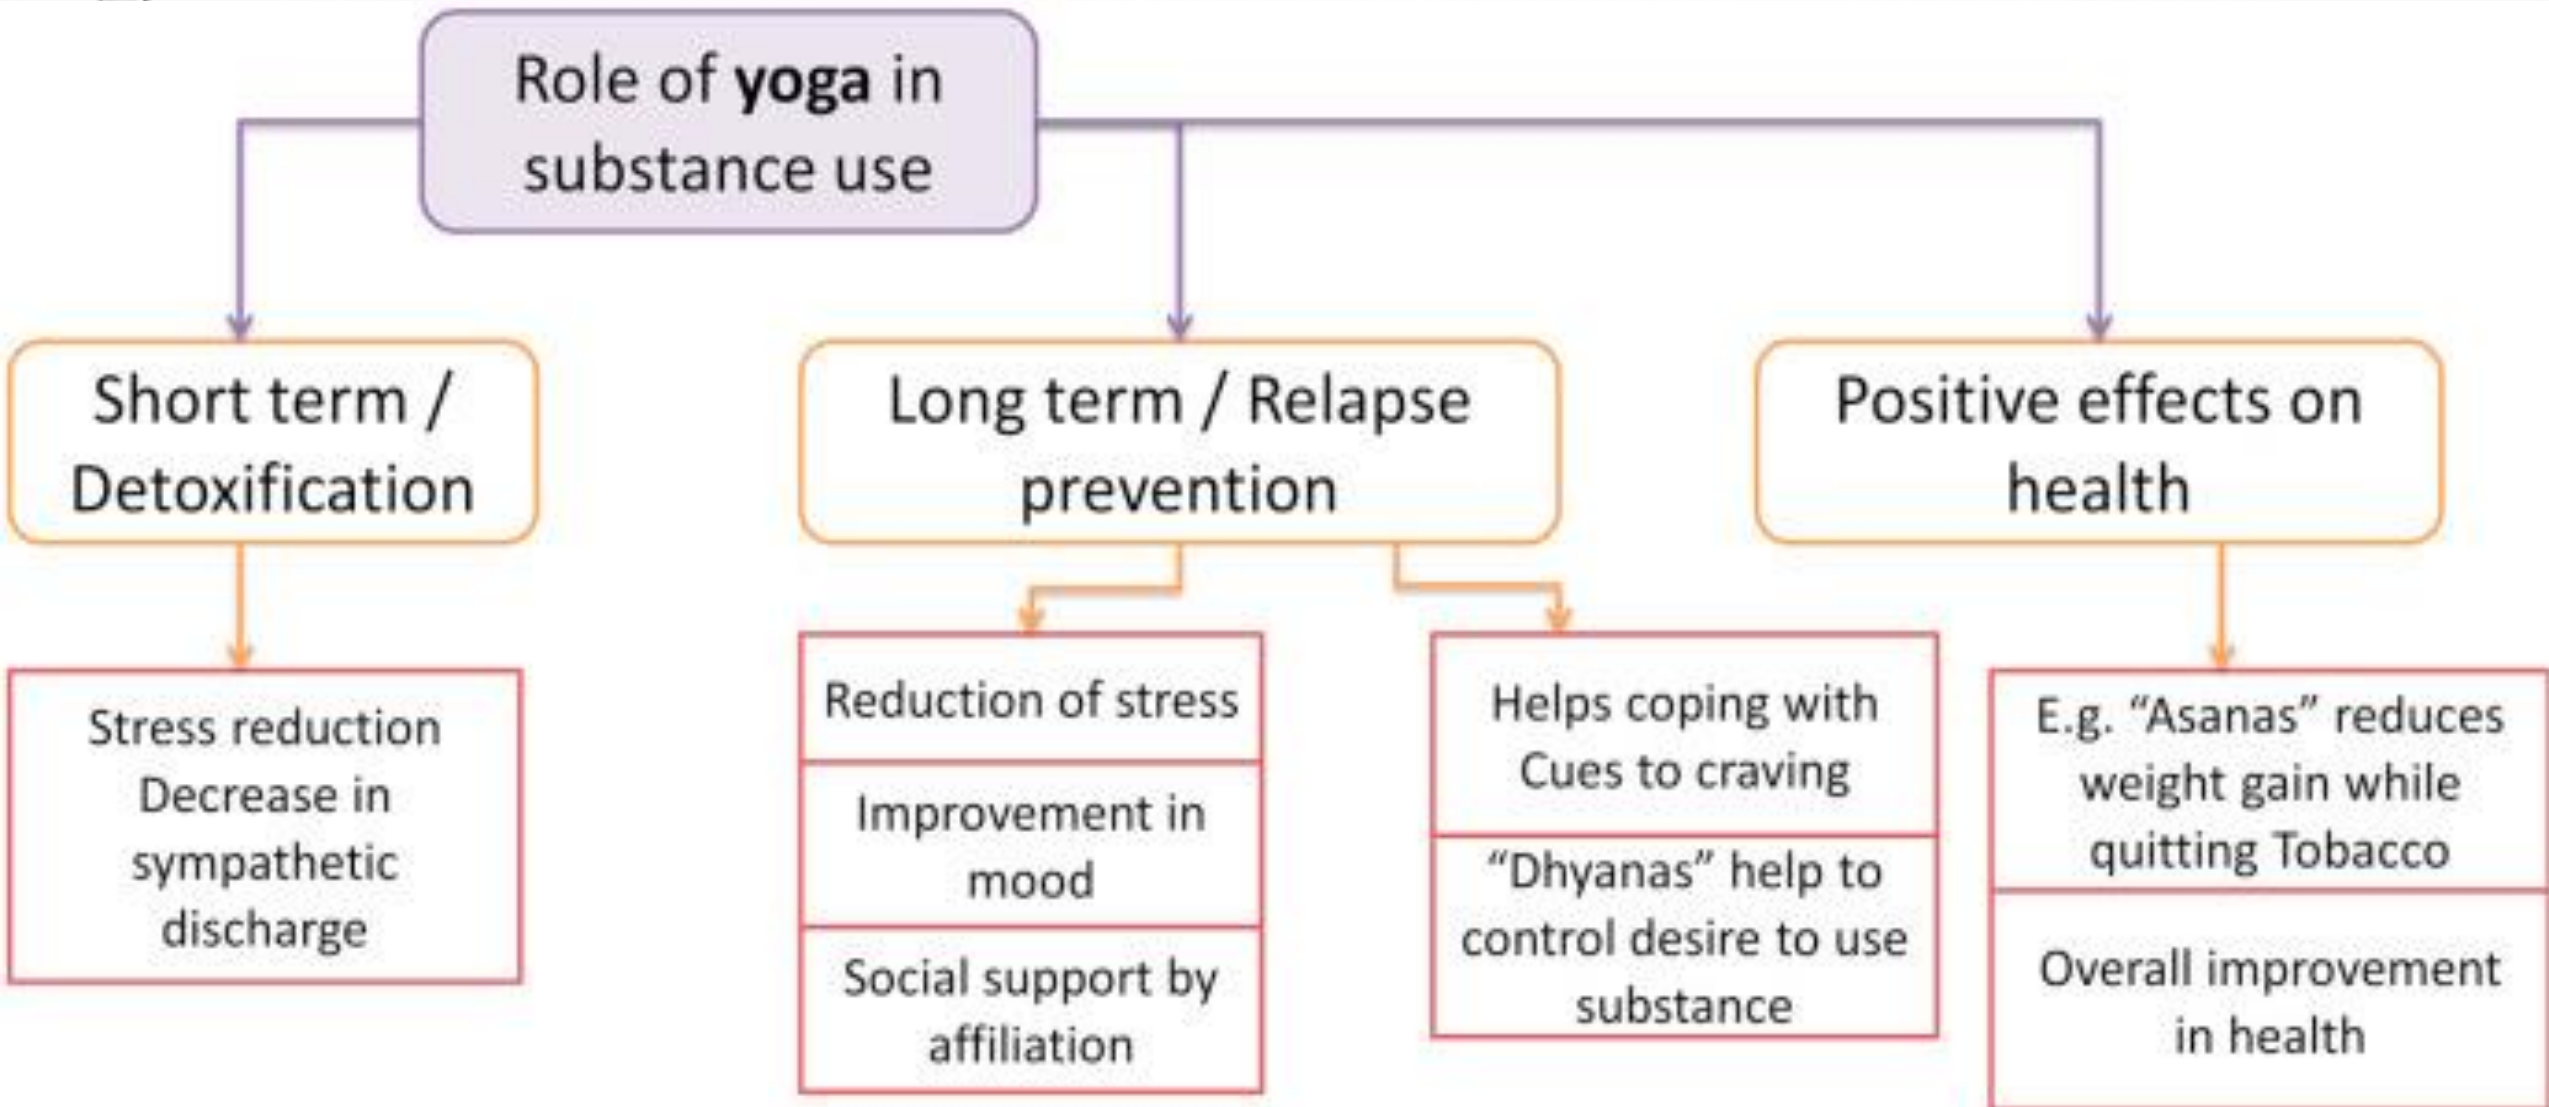 Role of yoga in
substance use
Short term /
Detoxification
Long term / Relapse
prevention
Positive effects on
health
Stress reduction
Decrease in
sympathetic
discharge
Reduction of stress
Improvement in
mood
Social support by
affiliation
Helps coping with
Cues to craving
“Dhyanas” help to
control desire to use
substance
E.g. “Asanas” reduces
weight gain while
quitting Tobacco
Overall improvement
in health